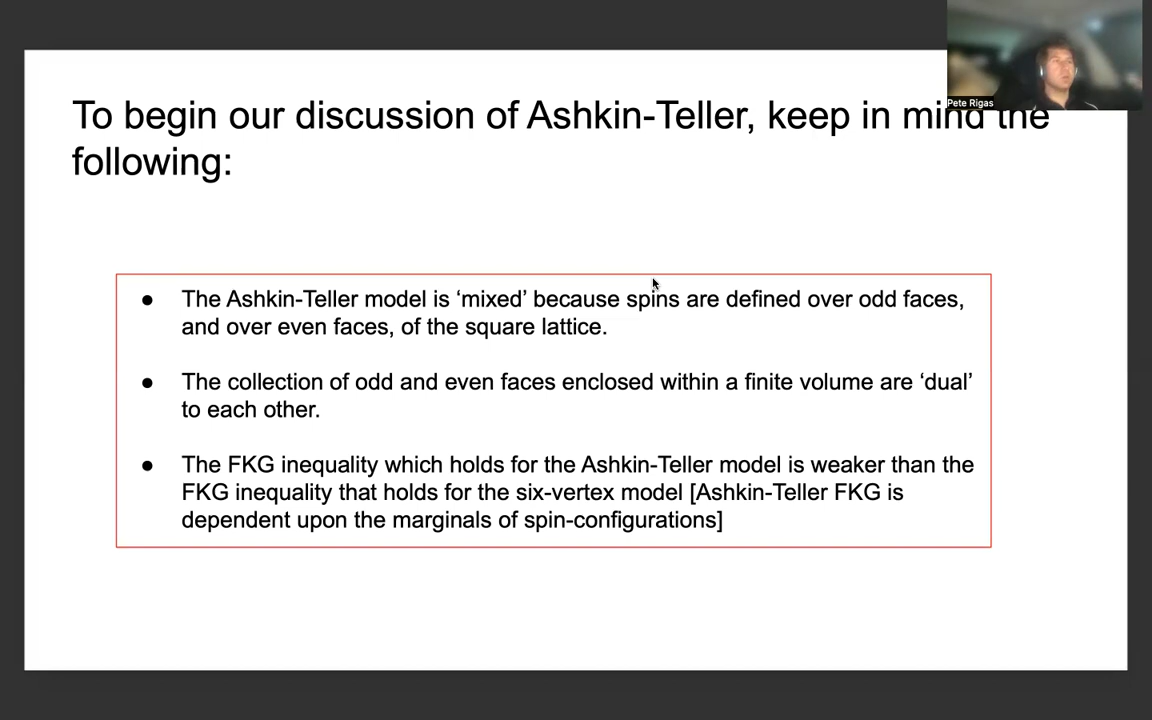 To begin our discussion of Ashkin-Teller, keep in mind the
following:
Pete Rigas
● The Ashkin-Teller model is ‘mixed’ because spins are defined over odd faces,
and over even faces, of the square lattice.
● The collection of odd and even faces enclosed within a finite volume are ‘dual’
to each other.
● The FKG inequality which holds for the Ashkin-Teller model is weaker than the
FKG inequality that holds for the six-vertex model [Ashkin-Teller FKG is
dependent upon the marginals of spin-configurations]